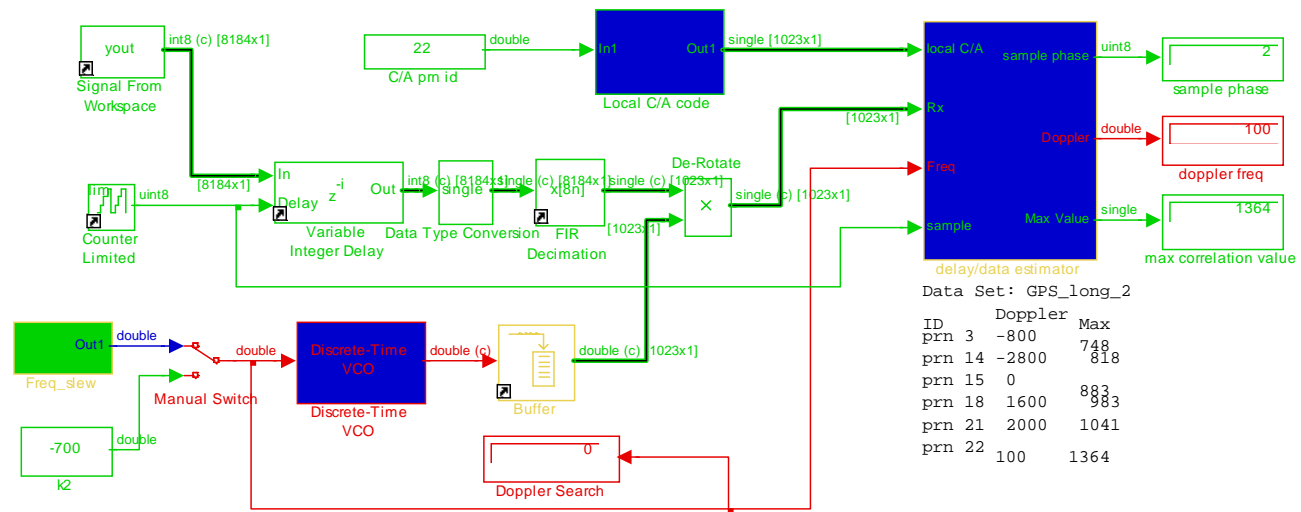 yout
int8 (c) [8184x1]
Signal From
Workspace
22
double
C/A prn id
In1
Out1
single [1023x1]
Local C/A code
local C/A
sample phase
uint8
2
sample phase
Rx
[1023x1]
Doppler
double
100
doppler freq
Freq
Max Value
single
1364
max correlation value
sample
delay/data estimator
[8184x1]
In
Delay
z-i
Out
Variable
Integer Delay
int8 (c) [8184x1]
single
Data Type Conversion
single (c) [8184x1]
x[8n]
FIR
Decimation
single (c) [1023x1]
[1023x1]
De-Rotate
×
single (c) [1023x1]
lim
uint8
Counter
Limited
Data Set: GPS_long_2
ID Doppler Max
prn 3 -800 748
prn 14 -2800 818
prn 15 0 883
prn 18 1600 983
prn 21 2000 1041
prn 22 100 1364
Out1
double
Freq_slew
Manual Switch
double
Discrete-Time
VCO
Discrete-Time
VCO
double (c)
Buffer
double (c) [1023x1]
-700
double
k2
0
Doppler Search